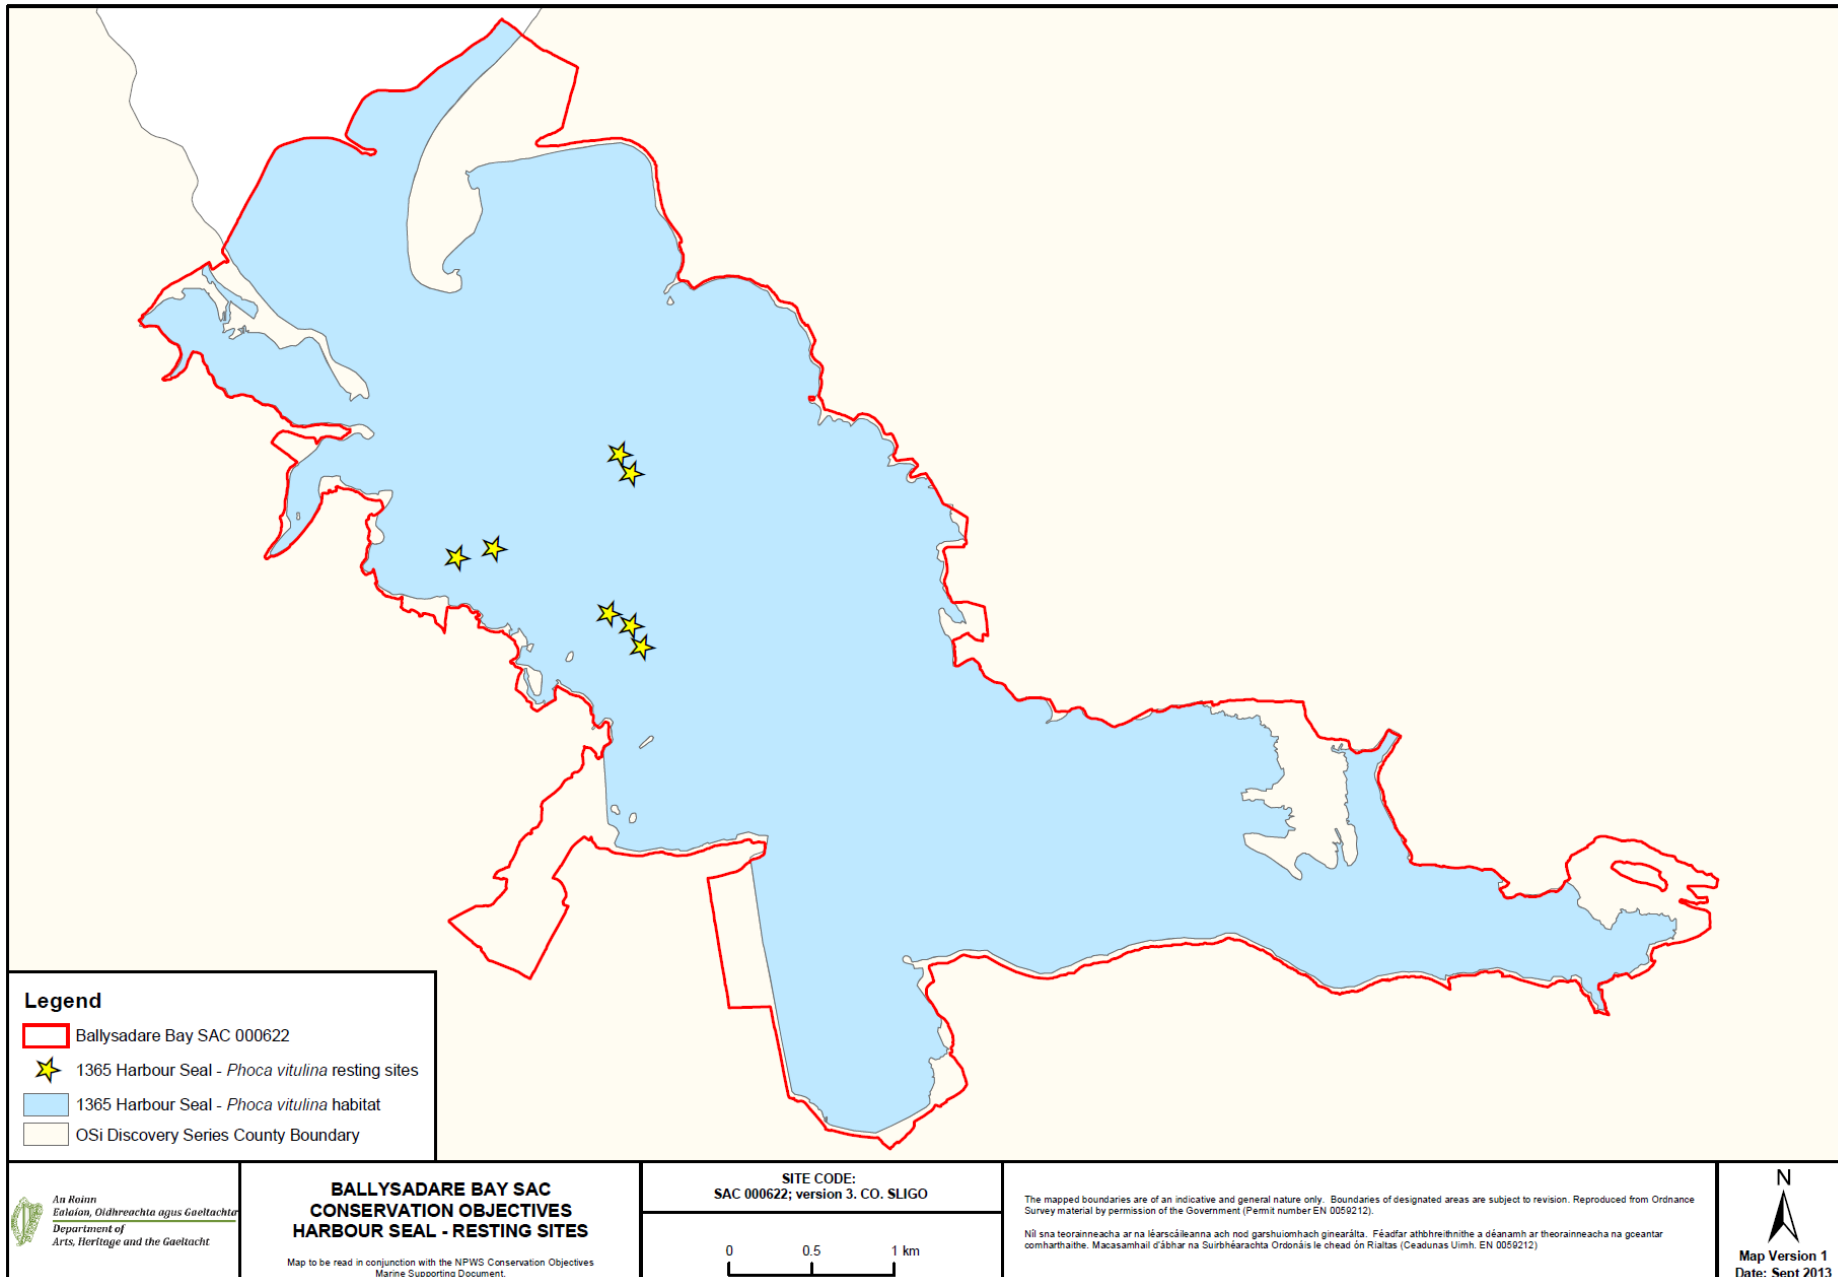 Legend
Ballysadare Bay SAC 000622
1365 Harbour Seal - Phoca vitulina resting sites
1365 Harbour Seal - Phoca vitulina habitat
OSi Discovery Series County Boundary
An Roinn
Ealaíon, Oidhreachta agus Gaeltachta
Department of
Arts, Heritage and the Gaeltacht
BALLYSADARE BAY SAC
CONSERVATION OBJECTIVES
HARBOUR SEAL - RESTING SITES
Map to be read in conjunction with the NPWS Conservation Objectives
Marine Supporting Document.
SITE CODE:
SAC 000622; version 3. CO. SLIGO
0 0.5 1 km
The mapped boundaries are of an indicative and general nature only. Boundaries of designated areas are subject to revision. Reproduced from Ordnance
Survey material by permission of the Government (Permit number EN 0059212).
Níl sna teorainneacha ar na léarscáileanna ach nod garshuiomhach ginearálta. Féadfar athbhreithnithe a déanamh ar theorainneacha na gceantar
comharthaithe. Macasamhail d'ábhar na Suirbhéarachta Ordonáis le chead ón Rialtas (Ceadunas Uimh. EN 0059212)
N
Map Version 1
Date: Sept 2013